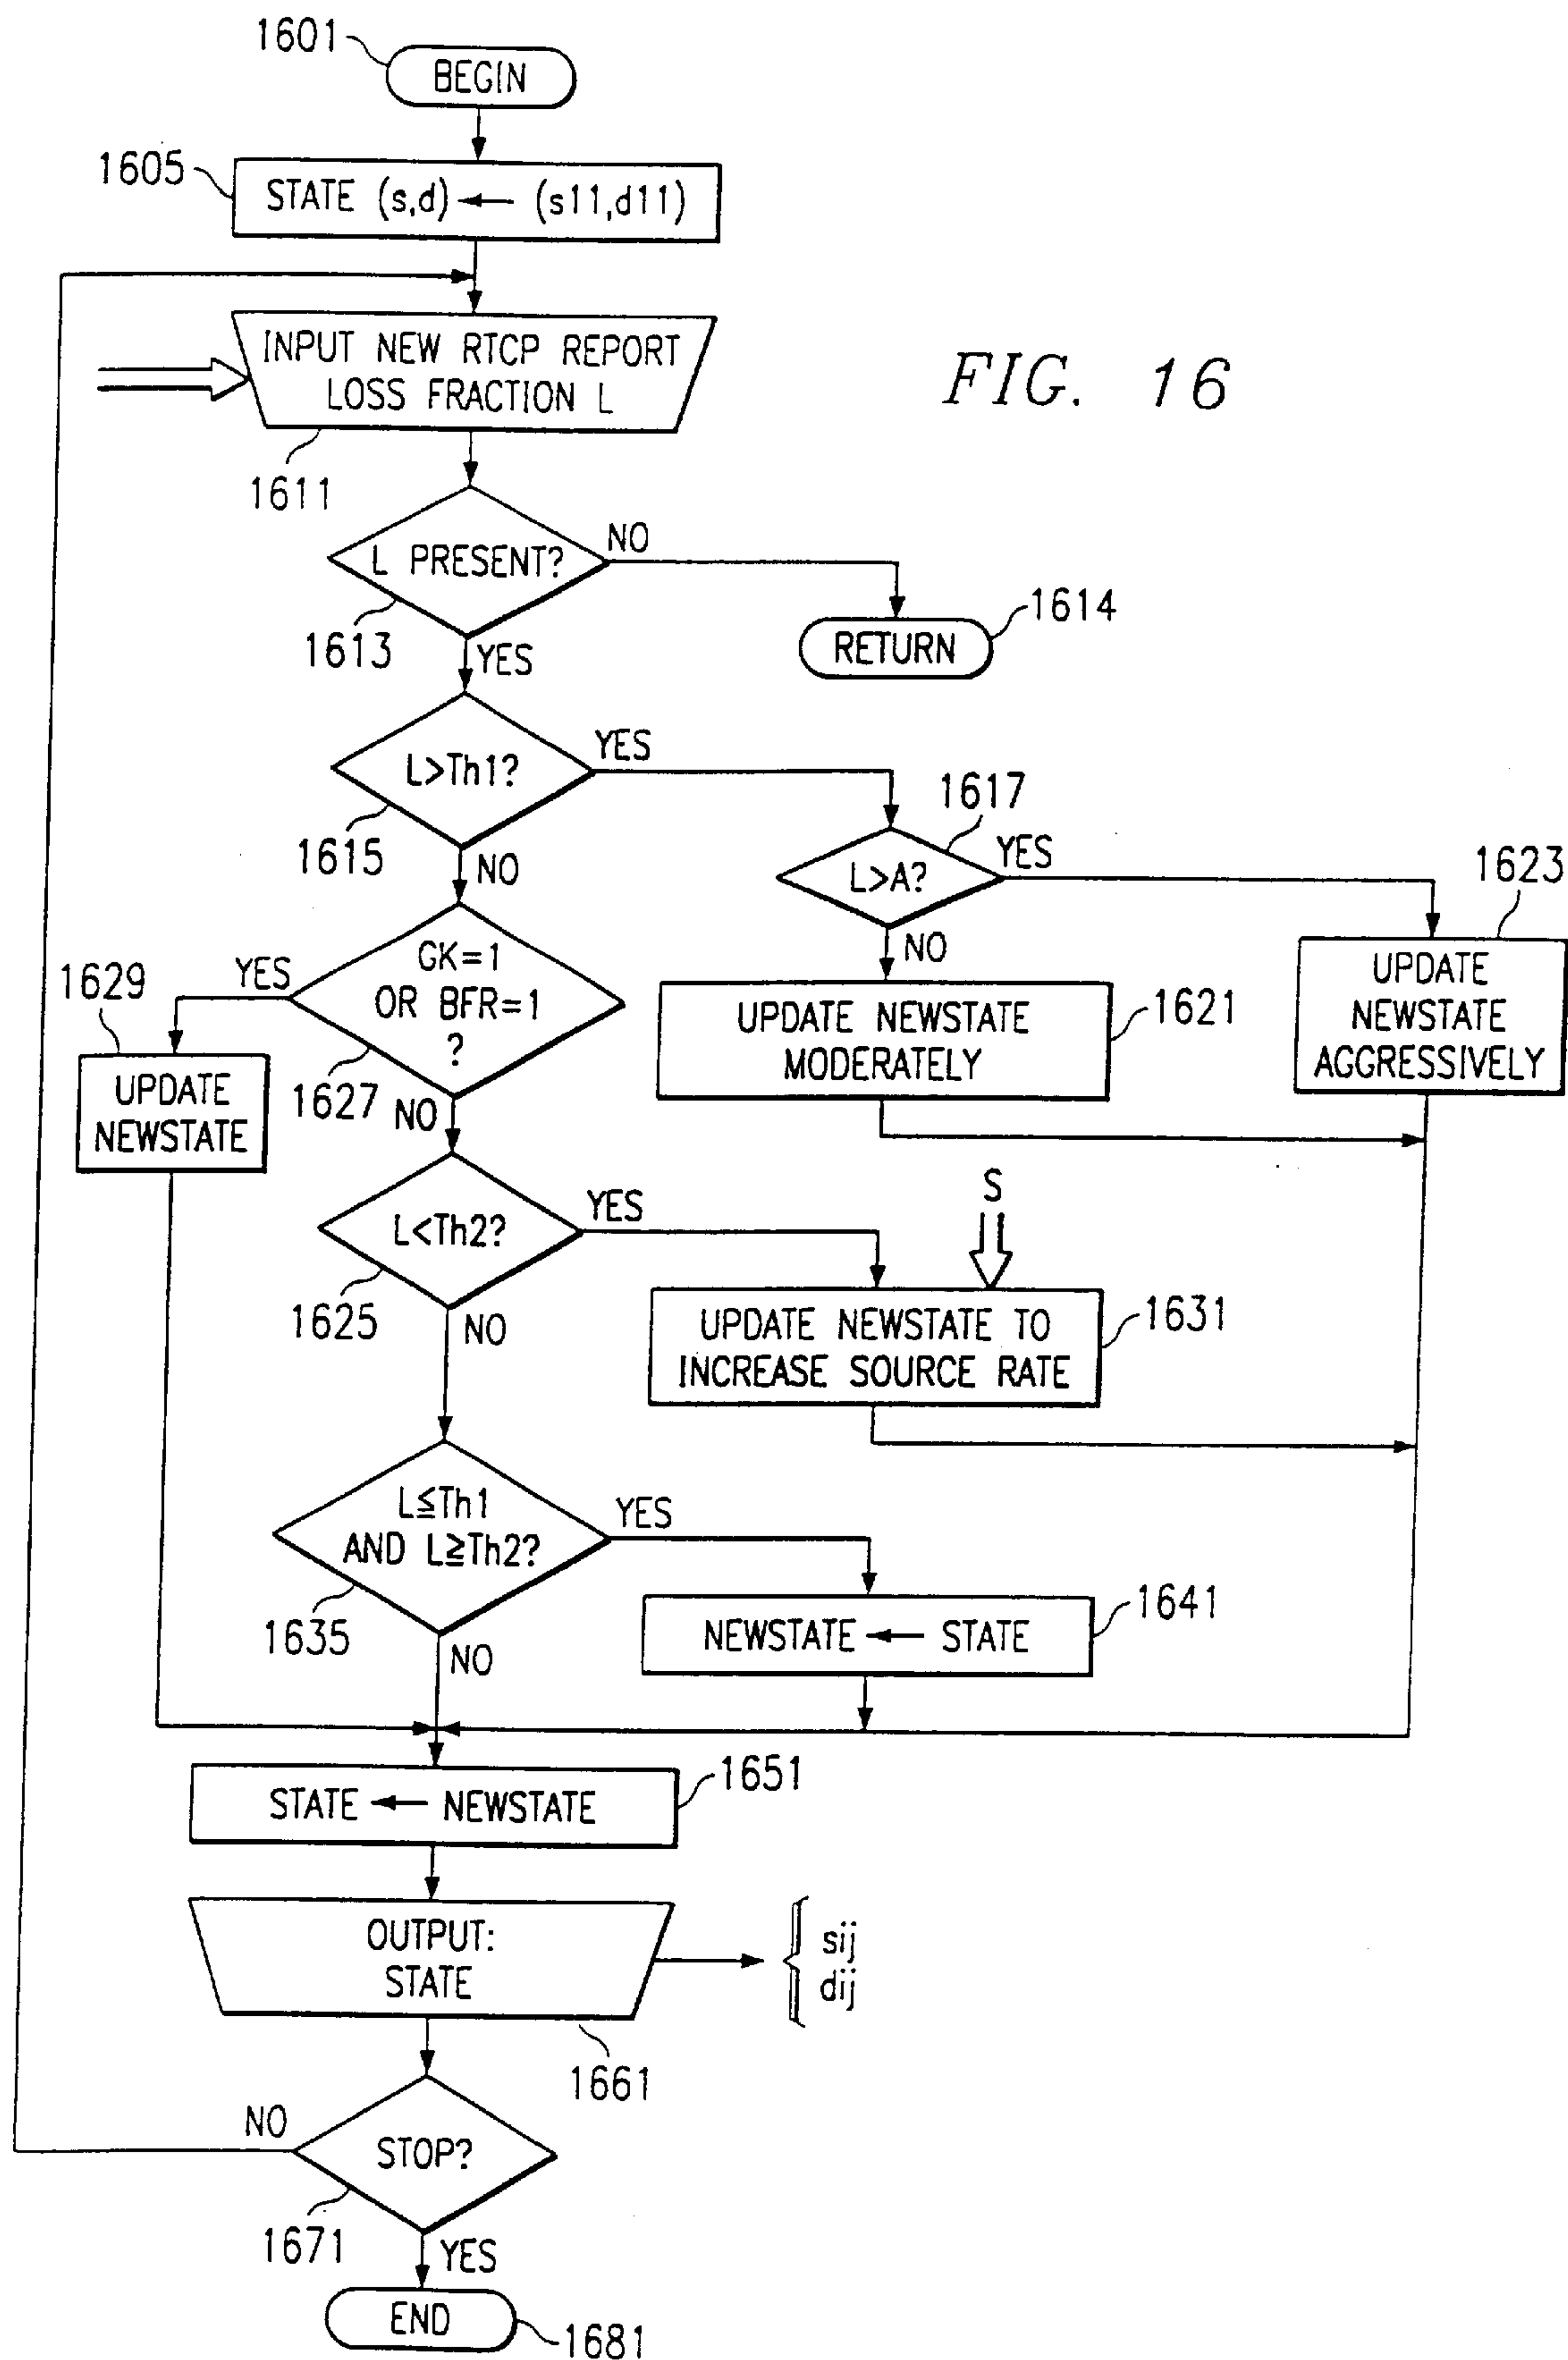 1601
BEGIN
1605
STATE (s,d) ← (s11,d11)
INPUT NEW RTCP REPORT
LOSS FRACTION L
FIG. 16
1611
L PRESENT?
NO
1613
YES
RETURN
1614
L>Th1?
YES
1615
NO
1617
L>A?
YES
NO
1623
UPDATE
NEWSTATE
AGGRESSIVELY
GK=1
OR BFR=1
?
YES
1627
NO
1629
UPDATE
NEWSTATE
UPDATE NEWSTATE
MODERATELY
1621
L<Th2?
YES
1625
NO
S
UPDATE NEWSTATE TO
INCREASE SOURCE RATE
1631
L≦Th1
AND L≧Th2?
YES
1635
NO
NEWSTATE ← STATE
1641
STATE ← NEWSTATE
1651
OUTPUT:
STATE
sij
dij
1661
STOP?
NO
1671
YES
END
1681